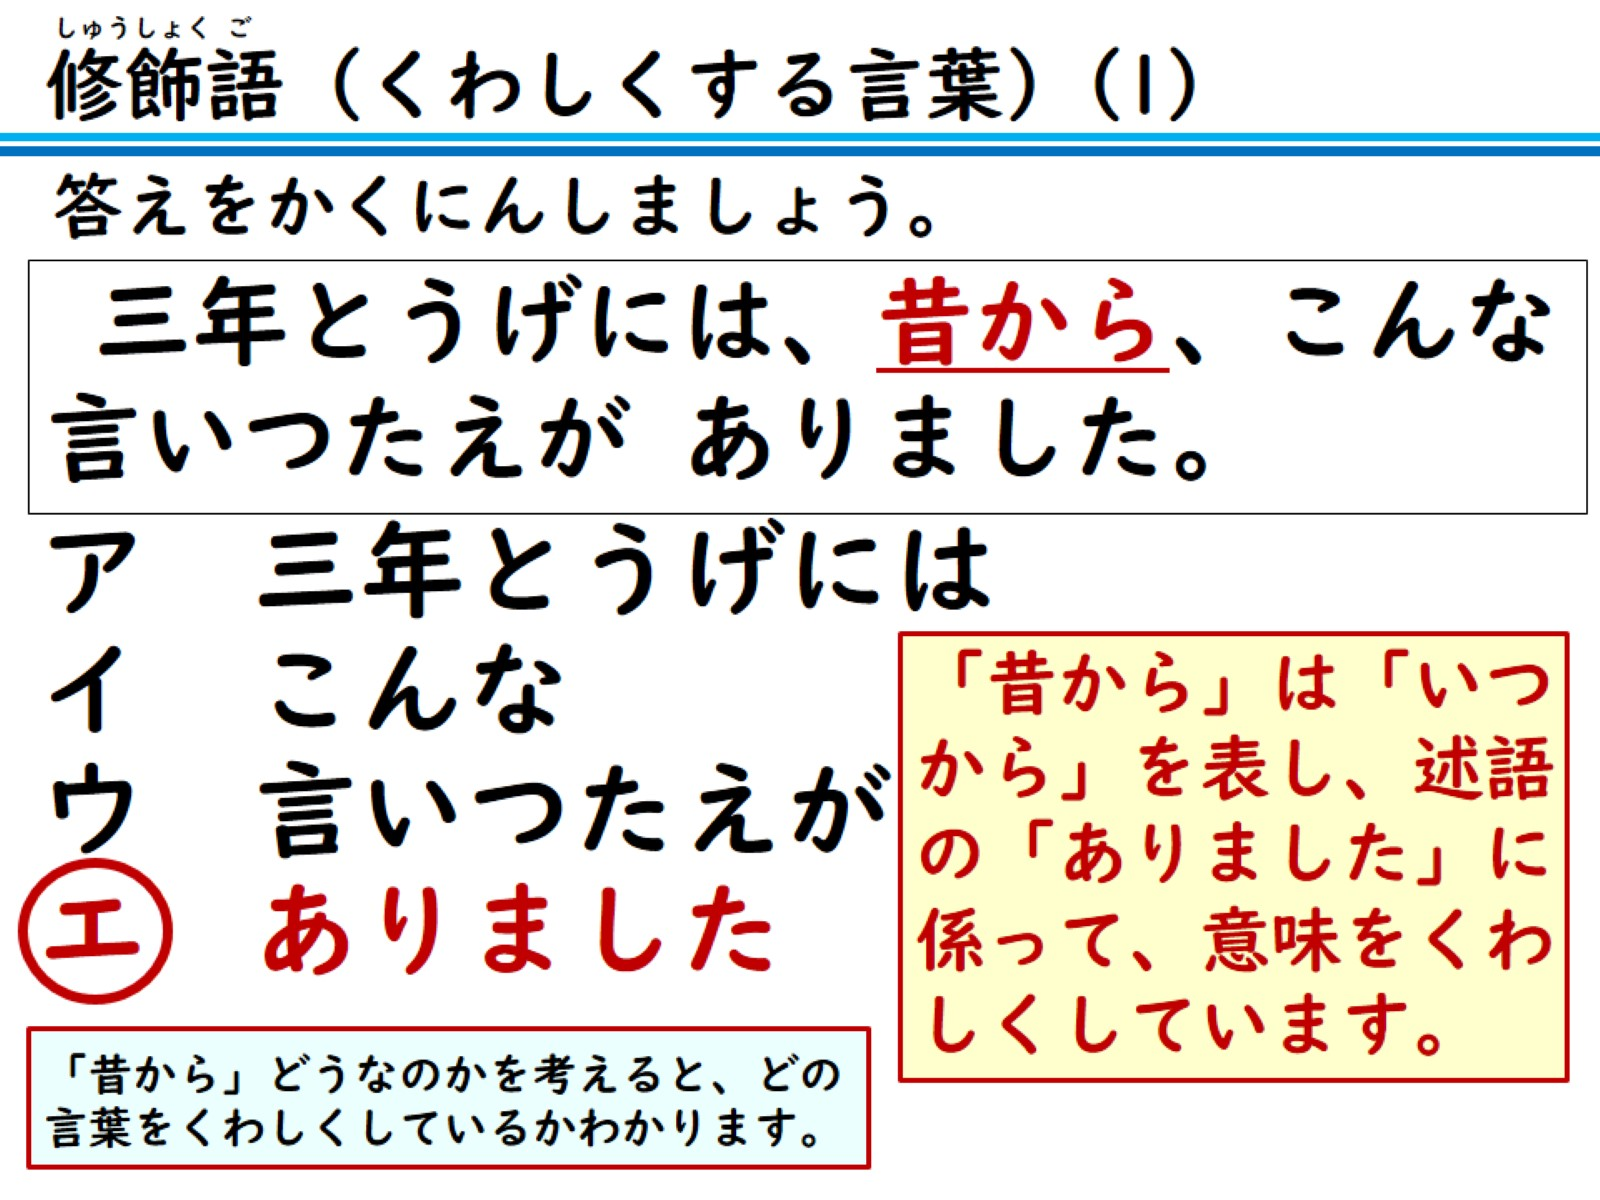 しゅうしょく ご
修飾語（くわしくする言葉）（1）
答えをかくにんしましょう。
三年とうげには、昔から、こんな
言いつたえが ありました。
ア 三年とうげには
イ こんな
ウ 言いつたえが
エ ありました
「昔から」は「いつ
から」を表し、述語
の「ありました」に
係って、意味をくわ
しくしています。
「昔から」どうなのかを考えると、どの
言葉をくわしくしているかわかります。